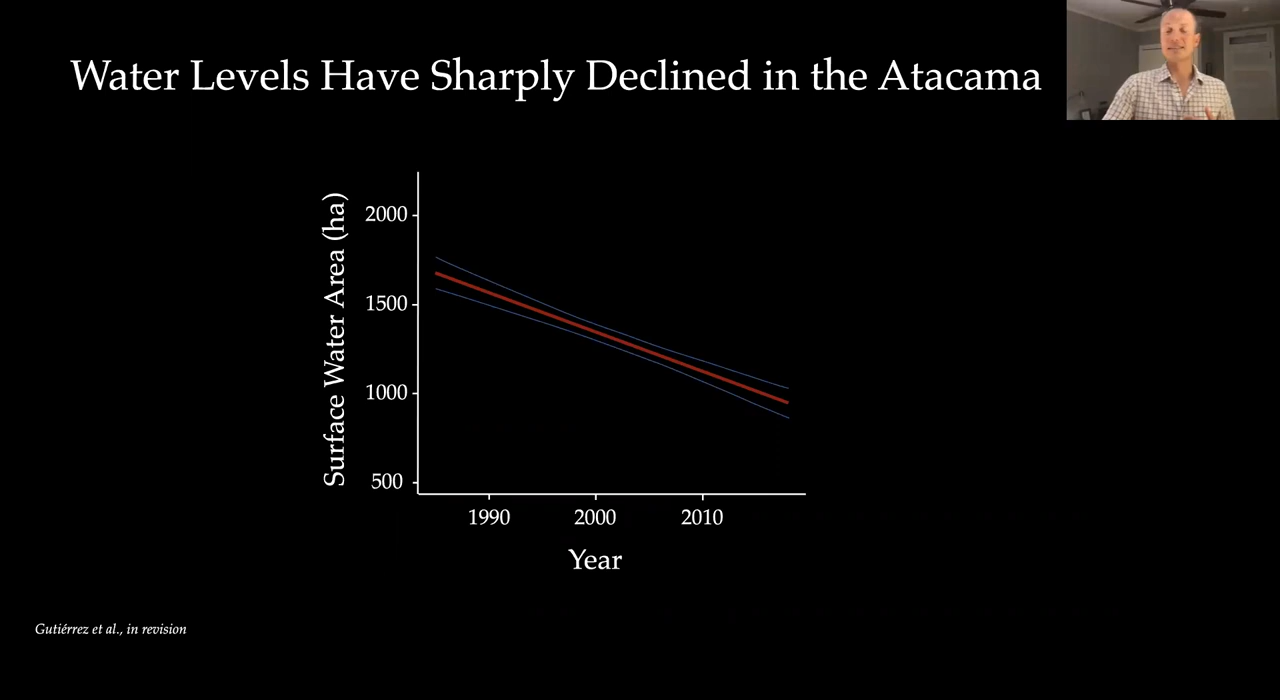 Water Levels Have Sharply Declined in the Atacama
Surface Water Area (ha)
2000
1500
1000
500
1990
2000
2010
Year
Gutiérrez et al., in revision